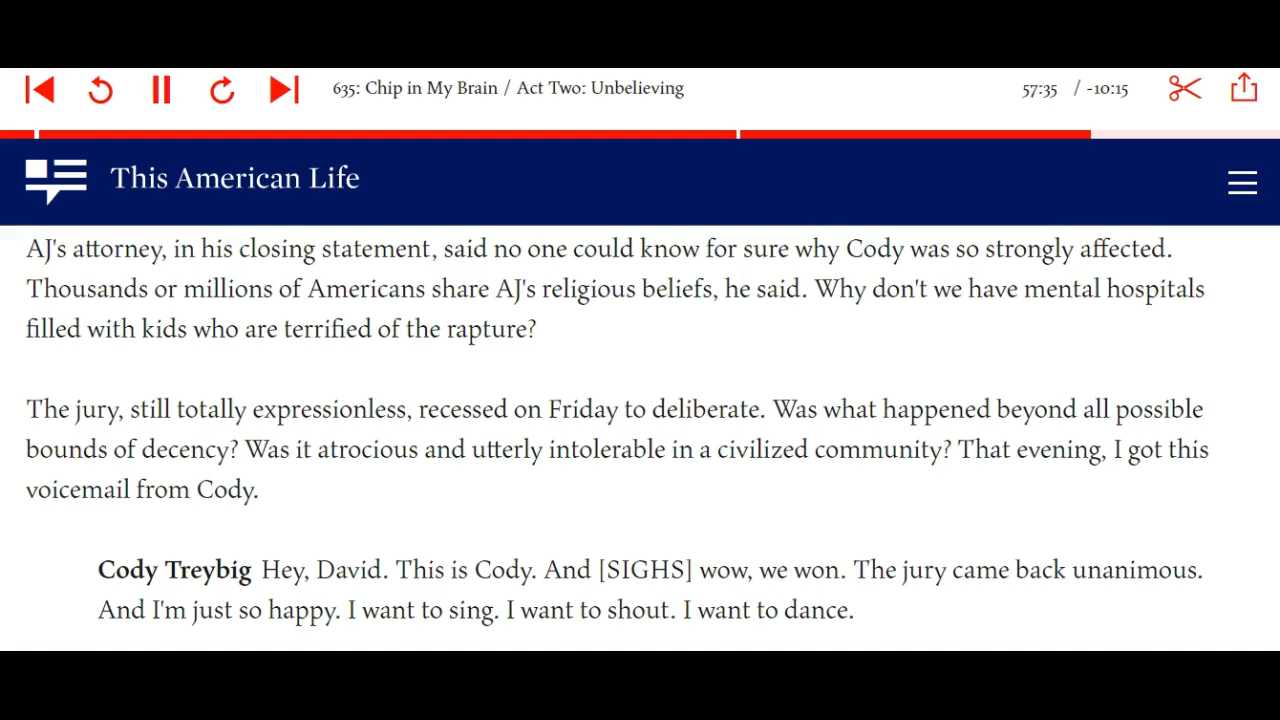 635: Chip in My Brain / Act Two: Unbelieving 57:35 / -10:15
This American Life
AJ's attorney, in his closing statement, said no one could know for sure why Cody was so strongly affected.
Thousands or millions of Americans share AJ's religious beliefs, he said. Why don't we have mental hospitals
filled with kids who are terrified of the rapture?
The jury, still totally expressionless, recessed on Friday to deliberate. Was what happened beyond all possible
bounds of decency? Was it atrocious and utterly intolerable in a civilized community? That evening, I got this
voicemail from Cody.
Cody Treybig Hey, David. This is Cody. And [SIGHS] wow, we won. The jury came back unanimous.
And I'm just so happy. I want to sing. I want to shout. I want to dance.